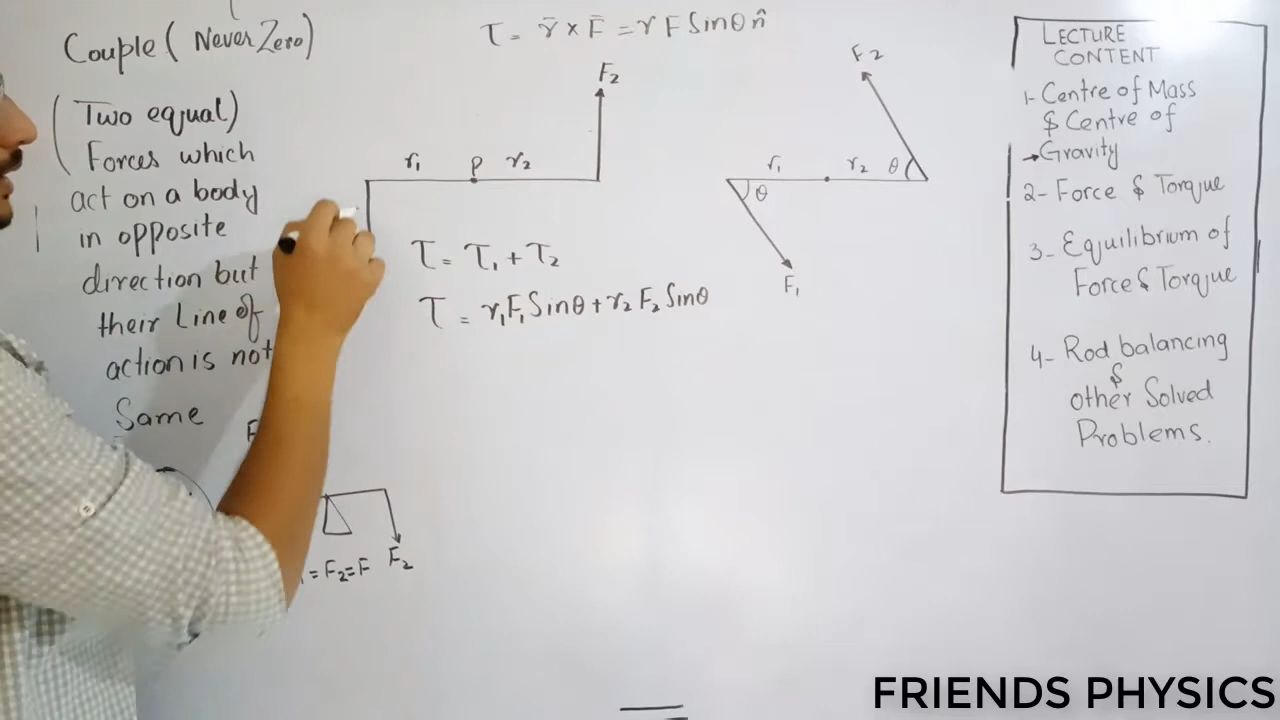 Couple (Never Zero)
(Two equal)
Forces which
act on a body
in opposite
direction but
their Line of
action is not
Same
τ = r̄ × F̄ = r F Sinθ n̂
F₂
r₁ P r₂
τ = τ₁ + τ₂
τ = r₁F₁ Sinθ + r₂ F₂ Sinθ
F₂
r₁ r₂ θ
θ
F₁
F₂
= F₂ = F
LECTURE
CONTENT
1- Centre of Mass
& Centre of
→ Gravity
2- Force & Torque
3- Equilibrium of
Force & Torque
4- Rod balancing
&
other Solved
Problems.
FRIENDS PHYSICS